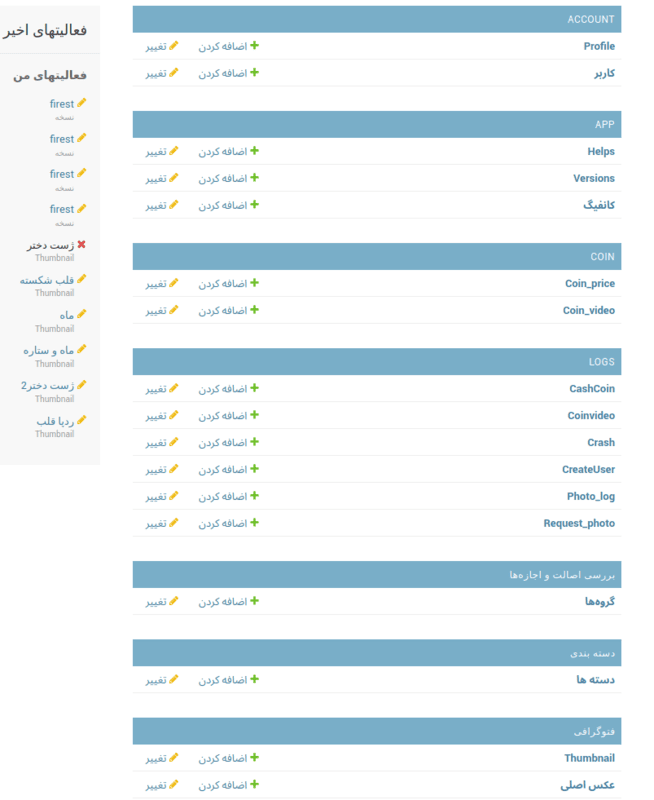 ACCOUNT
Profile اضافه کردن تغییر
کاربر اضافه کردن تغییر
APP
Helps اضافه کردن تغییر
Versions اضافه کردن تغییر
کانفیگ اضافه کردن تغییر
COIN
Coin_price اضافه کردن تغییر
Coin_video اضافه کردن تغییر
LOGS
CashCoin اضافه کردن تغییر
Coinvideo اضافه کردن تغییر
Crash اضافه کردن تغییر
CreateUser اضافه کردن تغییر
Photo_log اضافه کردن تغییر
Request_photo اضافه کردن تغییر
بررسی اصالت و اجازه‌ها
گروه‌ها اضافه کردن تغییر
دسته بندی
دسته ها اضافه کردن تغییر
فتوگرافی
Thumbnail اضافه کردن تغییر
عکس اصلی اضافه کردن تغییر
فعالیتهای اخیر
فعالیتهای من
firest
نسخه
firest
نسخه
firest
نسخه
firest
نسخه
ژست دختر
Thumbnail
قلب شکسته
Thumbnail
ماه
Thumbnail
ماه و ستاره
Thumbnail
ژست دختر2
Thumbnail
ردپا قلب
Thumbnail